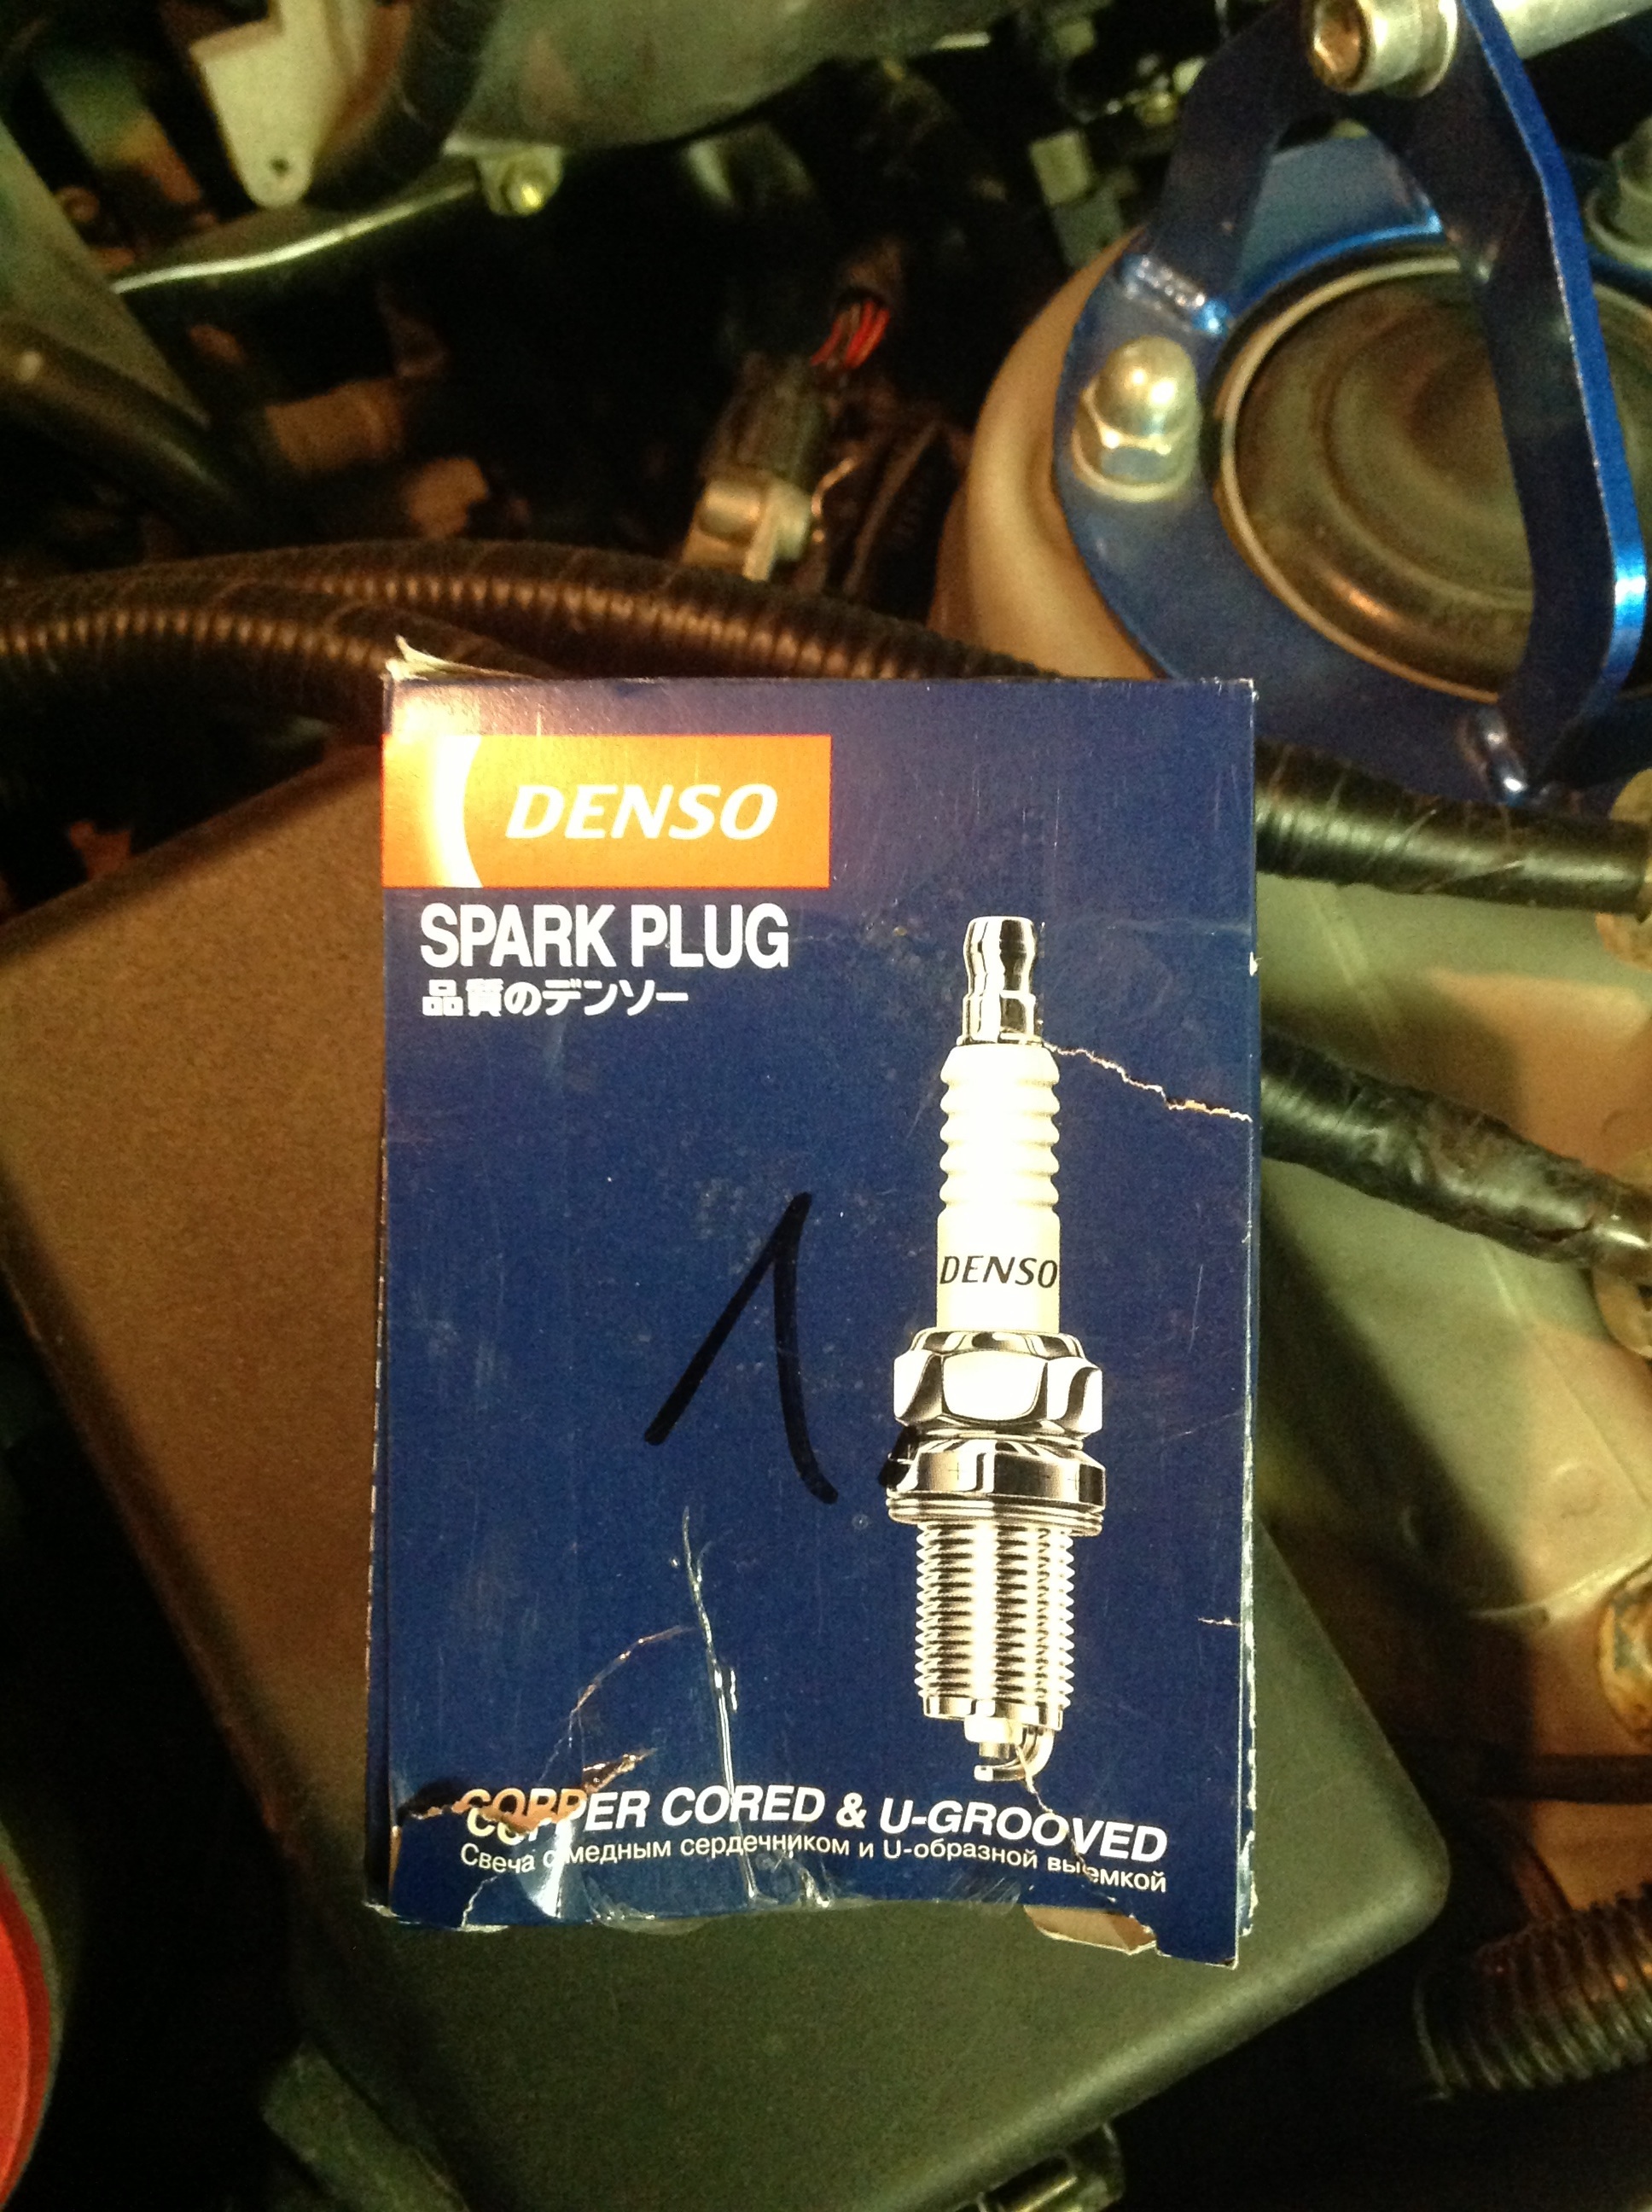 DENSO
SPARK PLUG
品質のデンソー
1
DENSO
COPPER CORED & U-GROOVED
Свеча с медным сердечником и U-образной выемкой